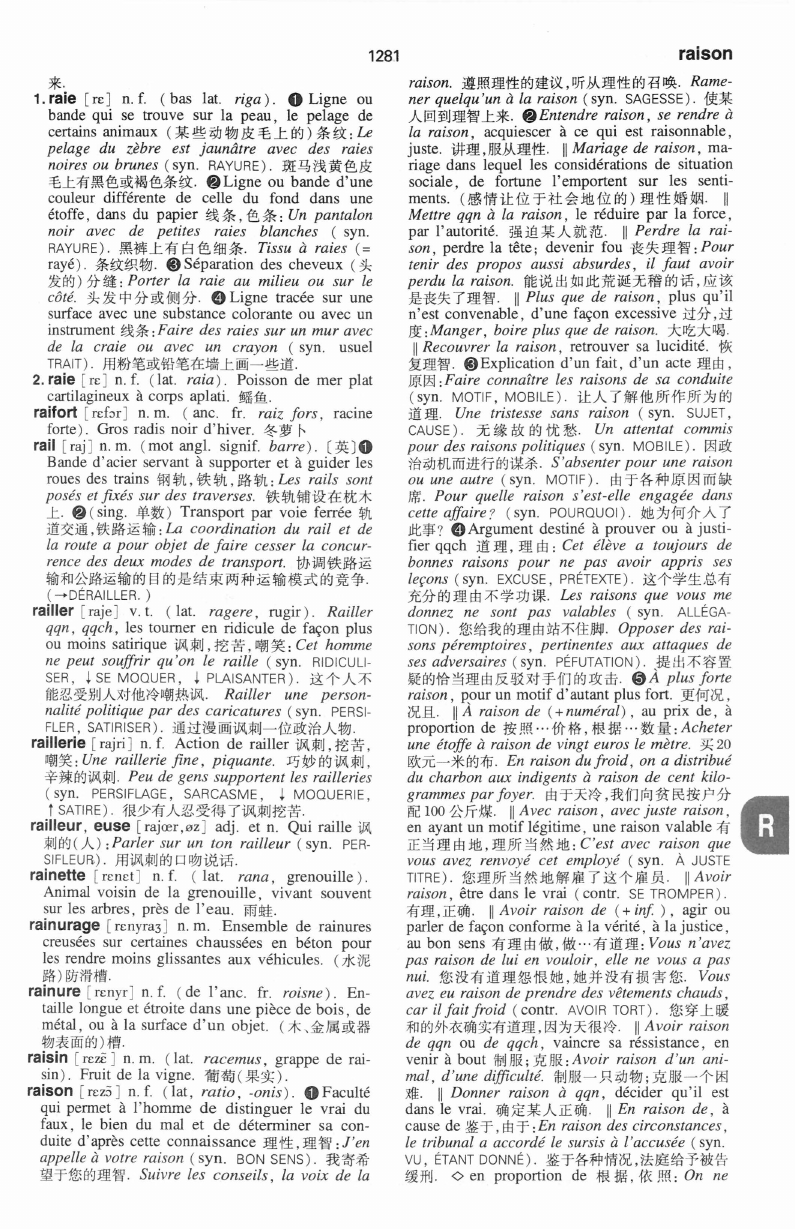 1281
raison
来.
1. raie [rɛ] n. f. (bas lat. riga). ❶ Ligne ou
bande qui se trouve sur la peau, le pelage de
certains animaux (某些动物皮毛上的) 条纹: Le
pelage du zèbre est jaunâtre avec des raies
noires ou brunes (syn. RAYURE). 斑马浅黄色皮
毛上有黑色或褐色条纹. ❷ Ligne ou bande d'une
couleur différente de celle du fond dans une
étoffe, dans du papier 线条,色条: Un pantalon
noir avec de petites raies blanches (syn.
RAYURE). 黑裤上有白色细条. Tissu à raies (=
rayé). 条纹织物. ❸ Séparation des cheveux (头
发的) 分缝: Porter la raie au milieu ou sur le
côté. 头发中分或侧分. ❹ Ligne tracée sur une
surface avec une substance colorante ou avec un
instrument 线条: Faire des raies sur un mur avec
de la craie ou avec un crayon (syn. usuel
TRAIT). 用粉笔或铅笔在墙上画一些道.
2. raie [rɛ] n. f. (lat. raia). Poisson de mer plat
cartilagineux à corps aplati. 鳐鱼.
raifort [rɛfɔr] n. m. (anc. fr. raiz fors, racine
forte). Gros radis noir d'hiver. 冬萝卜
rail [raj] n. m. (mot angl. signif. barre). [英]❶
Bande d'acier servant à supporter et à guider les
roues des trains 钢轨,铁轨,路轨: Les rails sont
posés et fixés sur des traverses. 铁轨铺设在枕木
上. ❷ (sing. 单数) Transport par voie ferrée 轨
道交通,铁路运输: La coordination du rail et de
la route a pour objet de faire cesser la concur-
rence des deux modes de transport. 协调铁路运
输和公路运输的目的是结束两种运输模式的竞争.
(→DÉRAILLER.)
railler [raje] v. t. (lat. ragere, rugir). Railler
qqn, qqch, les tourner en ridicule de façon plus
ou moins satirique 讽刺,挖苦,嘲笑: Cet homme
ne peut souffrir qu'on le raille (syn. RIDICULI-
SER, ↓SE MOQUER, ↓ PLAISANTER). 这个人不
能忍受别人对他冷嘲热讽. Railler une person-
nalité politique par des caricatures (syn. PERSI-
FLER, SATIRISER). 通过漫画讽刺一位政治人物.
raillerie [rajri] n. f. Action de railler 讽刺,挖苦,
嘲笑: Une raillerie fine, piquante. 巧妙的讽刺,
辛辣的讽刺. Peu de gens supportent les railleries
(syn. PERSIFLAGE, SARCASME, ↓ MOQUERIE,
↑SATIRE). 很少有人忍受得了讽刺挖苦.
railleur, euse [rajœr,øz] adj. et n. Qui raille 讽
刺的(人): Parler sur un ton railleur (syn. PER-
SIFLEUR). 用讽刺的口吻说话.
rainette [rɛnɛt] n. f. (lat. rana, grenouille).
Animal voisin de la grenouille, vivant souvent
sur les arbres, près de l'eau. 雨蛙.
rainurage [rɛnyraʒ] n. m. Ensemble de rainures
creusées sur certaines chaussées en béton pour
les rendre moins glissantes aux véhicules. (水泥
路)防滑槽.
rainure [rɛnyr] n. f. (de l'anc. fr. roisne). En-
taille longue et étroite dans une pièce de bois, de
métal, ou à la surface d'un objet. (木、金属或器
物表面的)槽.
raisin [rɛzɛ̃] n. m. (lat. racemus, grappe de rai-
sin). Fruit de la vigne. 葡萄(果实).
raison [rɛzɔ̃] n. f. (lat, ratio, -onis). ❶ Faculté
qui permet à l'homme de distinguer le vrai du
faux, le bien du mal et de déterminer sa con-
duite d'après cette connaissance 理性,理智: J'en
appelle à votre raison (syn. BON SENS). 我寄希
望于您的理智. Suivre les conseils, la voix de la
raison. 遵照理性的建议,听从理性的召唤. Rame-
ner quelqu'un à la raison (syn. SAGESSE). 使某
人回到理智上来. ❷ Entendre raison, se rendre à
la raison, acquiescer à ce qui est raisonnable,
juste. 讲理,服从理性. ‖ Mariage de raison, ma-
riage dans lequel les considérations de situation
sociale, de fortune l'emportent sur les senti-
ments. (感情让位于社会地位的) 理性婚姻. ‖
Mettre qqn à la raison, le réduire par la force,
par l'autorité. 强迫某人就范. ‖ Perdre la rai-
son, perdre la tête; devenir fou 丧失理智: Pour
tenir des propos aussi absurdes, il faut avoir
perdu la raison. 能说出如此荒诞无稽的话,应该
是丧失了理智. ‖ Plus que de raison, plus qu'il
n'est convenable, d'une façon excessive 过分,过
度: Manger, boire plus que de raison. 大吃大喝.
‖ Recouvrer la raison, retrouver sa lucidité. 恢
复理智. ❸ Explication d'un fait, d'un acte 理由,
原因: Faire connaître les raisons de sa conduite
(syn. MOTIF, MOBILE). 让人了解他所作所为的
道理. Une tristesse sans raison (syn. SUJET,
CAUSE). 无缘故的忧愁. Un attentat commis
pour des raisons politiques (syn. MOBILE). 因政
治动机而进行的谋杀. S'absenter pour une raison
ou une autre (syn. MOTIF). 由于各种原因而缺
席. Pour quelle raison s'est-elle engagée dans
cette affaire? (syn. POURQUOI). 她为何介入了
此事? ❹ Argument destiné à prouver ou à justi-
fier qqch 道理,理由: Cet élève a toujours de
bonnes raisons pour ne pas avoir appris ses
leçons (syn. EXCUSE, PRÉTEXTE). 这个学生总有
充分的理由不学功课. Les raisons que vous me
donnez ne sont pas valables (syn. ALLÉGA-
TION). 您给我的理由站不住脚. Opposer des rai-
sons péremptoires, pertinentes aux attaques de
ses adversaires (syn. PÉFUTATION). 提出不容置
疑的恰当理由反驳对手们的攻击. ❺ À plus forte
raison, pour un motif d'autant plus fort. 更何况,
况且. ‖ À raison de (+numéral), au prix de, à
proportion de 按照…价格,根据…数量: Acheter
une étoffe à raison de vingt euros le mètre. 买20
欧元一米的布. En raison du froid, on a distribué
du charbon aux indigents à raison de cent kilo-
grammes par foyer. 由于天冷,我们向贫民按户分
配100公斤煤. ‖ Avec raison, avec juste raison,
en ayant un motif légitime, une raison valable 有
正当理由地,理所当然地: C'est avec raison que
vous avez renvoyé cet employé (syn. À JUSTE
TITRE). 您理所当然地解雇了这个雇员. ‖ Avoir
raison, être dans le vrai (contr. SE TROMPER).
有理,正确. ‖ Avoir raison de (+inf.), agir ou
parler de façon conforme à la vérité, à la justice,
au bon sens 有理由做,做…有道理: Vous n'avez
pas raison de lui en vouloir, elle ne vous a pas
nui. 您没有道理怨恨她,她并没有损害您. Vous
avez eu raison de prendre des vêtements chauds,
car il fait froid (contr. AVOIR TORT). 您穿上暖
和的外衣确实有道理,因为天很冷. ‖ Avoir raison
de qqn ou de qqch, vaincre sa réssistance, en
venir à bout 制服;克服: Avoir raison d'un ani-
mal, d'une difficulté. 制服一只动物;克服一个困
难. ‖ Donner raison à qqn, décider qu'il est
dans le vrai. 确定某人正确. ‖ En raison de, à
cause de 鉴于,由于: En raison des circonstances,
le tribunal a accordé le sursis à l'accusée (syn.
VU, ÉTANT DONNÉ). 鉴于各种情况,法庭给予被告
缓刑. ◇ en proportion de 根据,依照: On ne
R